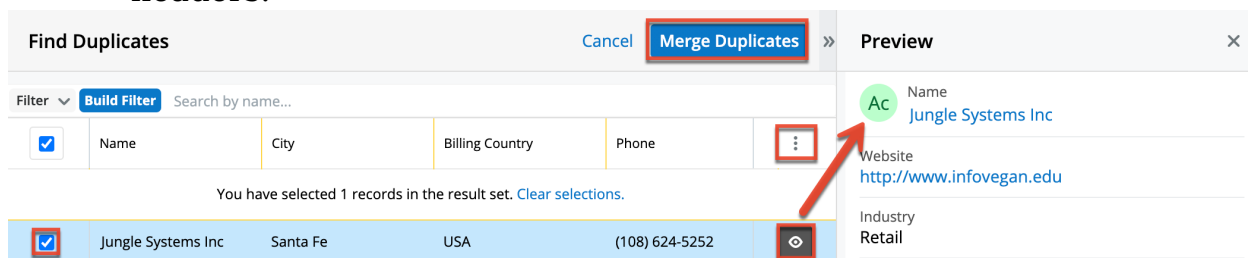 headers.
Find Duplicates Cancel Merge Duplicates » Preview ×
Filter Build Filter Search by name...
Ac Name
Jungle Systems Inc
Name City Billing Country Phone
Website
http://www.infovegan.edu
You have selected 1 records in the result set. Clear selections.
Industry
Retail
Jungle Systems Inc Santa Fe USA (108) 624-5252